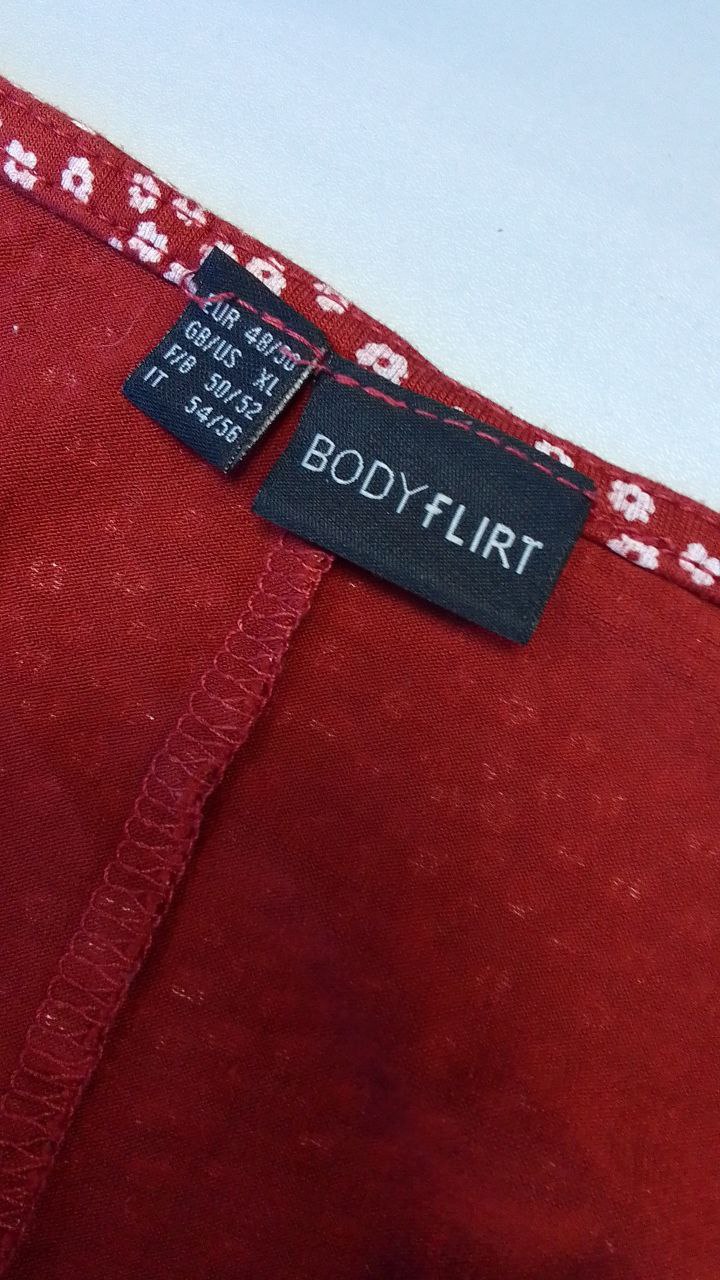 EUR 48/50
GB/US XL
F/B 50/52
IT 54/56
BODYFLIRT